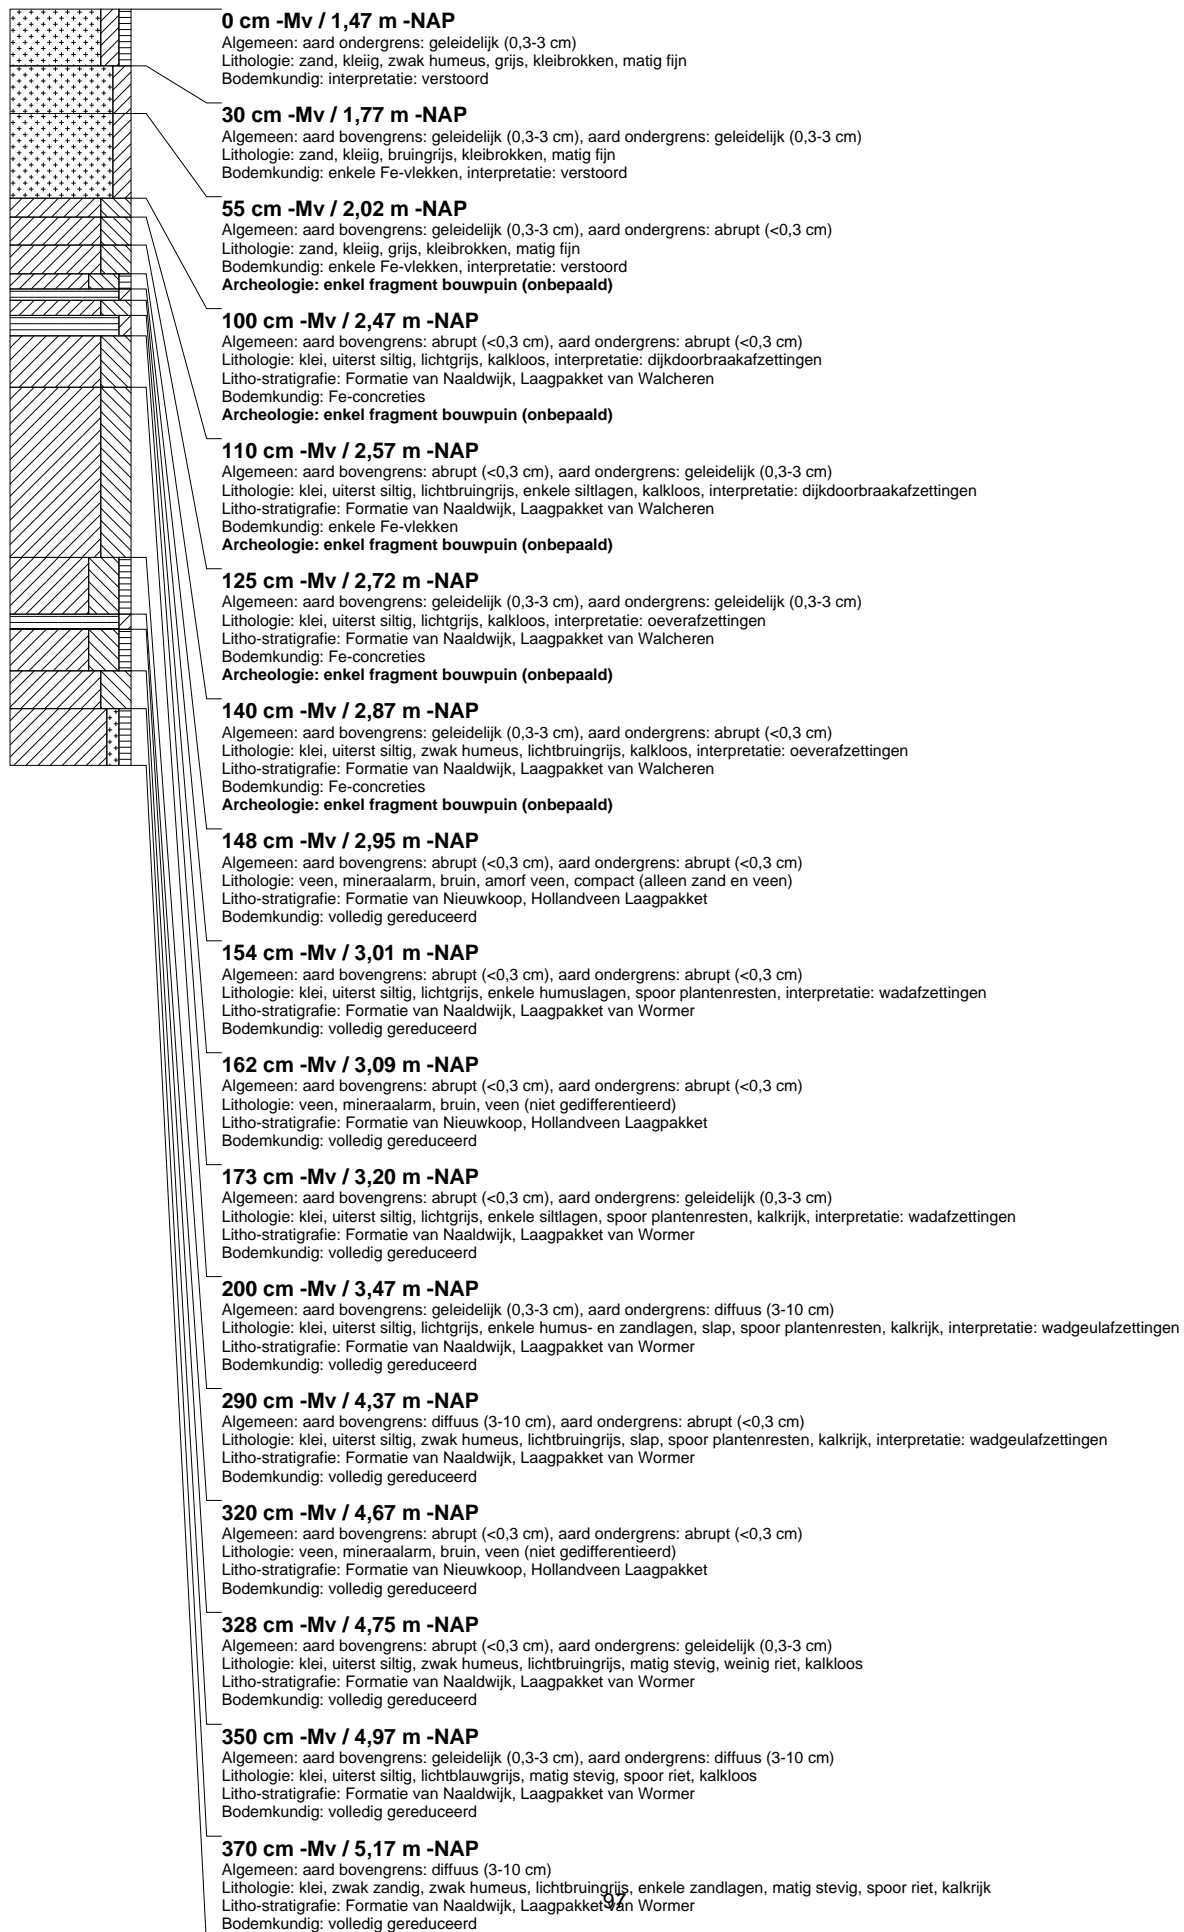 0 cm -Mv / 1,47 m -NAP
Algemeen: aard ondergrens: geleidelijk (0,3-3 cm)
Lithologie: zand, kleiig, zwak humeus, grijs, kleibrokken, matig fijn
Bodemkundig: interpretatie: verstoord
30 cm -Mv / 1,77 m -NAP
Algemeen: aard bovengrens: geleidelijk (0,3-3 cm), aard ondergrens: geleidelijk (0,3-3 cm)
Lithologie: zand, kleiig, bruingrijs, kleibrokken, matig fijn
Bodemkundig: enkele Fe-vlekken, interpretatie: verstoord
55 cm -Mv / 2,02 m -NAP
Algemeen: aard bovengrens: geleidelijk (0,3-3 cm), aard ondergrens: abrupt (<0,3 cm)
Lithologie: zand, kleiig, grijs, kleibrokken, matig fijn
Bodemkundig: enkele Fe-vlekken, interpretatie: verstoord
Archeologie: enkel fragment bouwpuin (onbepaald)
100 cm -Mv / 2,47 m -NAP
Algemeen: aard bovengrens: abrupt (<0,3 cm), aard ondergrens: abrupt (<0,3 cm)
Lithologie: klei, uiterst siltig, lichtgrijs, kalkloos, interpretatie: dijkdoorbraakafzettingen
Litho-stratigrafie: Formatie van Naaldwijk, Laagpakket van Walcheren
Bodemkundig: Fe-concreties
Archeologie: enkel fragment bouwpuin (onbepaald)
110 cm -Mv / 2,57 m -NAP
Algemeen: aard bovengrens: abrupt (<0,3 cm), aard ondergrens: geleidelijk (0,3-3 cm)
Lithologie: klei, uiterst siltig, lichtbruingrijs, enkele siltlagen, kalkloos, interpretatie: dijkdoorbraakafzettingen
Litho-stratigrafie: Formatie van Naaldwijk, Laagpakket van Walcheren
Bodemkundig: enkele Fe-vlekken
Archeologie: enkel fragment bouwpuin (onbepaald)
125 cm -Mv / 2,72 m -NAP
Algemeen: aard bovengrens: geleidelijk (0,3-3 cm), aard ondergrens: geleidelijk (0,3-3 cm)
Lithologie: klei, uiterst siltig, lichtgrijs, kalkloos, interpretatie: oeverafzettingen
Litho-stratigrafie: Formatie van Naaldwijk, Laagpakket van Walcheren
Bodemkundig: Fe-concreties
Archeologie: enkel fragment bouwpuin (onbepaald)
140 cm -Mv / 2,87 m -NAP
Algemeen: aard bovengrens: geleidelijk (0,3-3 cm), aard ondergrens: abrupt (<0,3 cm)
Lithologie: klei, uiterst siltig, zwak humeus, lichtbruingrijs, kalkloos, interpretatie: oeverafzettingen
Litho-stratigrafie: Formatie van Naaldwijk, Laagpakket van Walcheren
Bodemkundig: Fe-concreties
Archeologie: enkel fragment bouwpuin (onbepaald)
148 cm -Mv / 2,95 m -NAP
Algemeen: aard bovengrens: abrupt (<0,3 cm), aard ondergrens: abrupt (<0,3 cm)
Lithologie: veen, mineraalarm, bruin, amorf veen, compact (alleen zand en veen)
Litho-stratigrafie: Formatie van Nieuwkoop, Hollandveen Laagpakket
Bodemkundig: volledig gereduceerd
154 cm -Mv / 3,01 m -NAP
Algemeen: aard bovengrens: abrupt (<0,3 cm), aard ondergrens: abrupt (<0,3 cm)
Lithologie: klei, uiterst siltig, lichtgrijs, enkele humuslagen, spoor plantenresten, interpretatie: wadafzettingen
Litho-stratigrafie: Formatie van Naaldwijk, Laagpakket van Wormer
Bodemkundig: volledig gereduceerd
162 cm -Mv / 3,09 m -NAP
Algemeen: aard bovengrens: abrupt (<0,3 cm), aard ondergrens: abrupt (<0,3 cm)
Lithologie: veen, mineraalarm, bruin, veen (niet gedifferentieerd)
Litho-stratigrafie: Formatie van Nieuwkoop, Hollandveen Laagpakket
Bodemkundig: volledig gereduceerd
173 cm -Mv / 3,20 m -NAP
Algemeen: aard bovengrens: abrupt (<0,3 cm), aard ondergrens: geleidelijk (0,3-3 cm)
Lithologie: klei, uiterst siltig, lichtgrijs, enkele siltlagen, spoor plantenresten, kalkrijk, interpretatie: wadafzettingen
Litho-stratigrafie: Formatie van Naaldwijk, Laagpakket van Wormer
Bodemkundig: volledig gereduceerd
200 cm -Mv / 3,47 m -NAP
Algemeen: aard bovengrens: geleidelijk (0,3-3 cm), aard ondergrens: diffuus (3-10 cm)
Lithologie: klei, uiterst siltig, lichtgrijs, enkele humus- en zandlagen, slap, spoor plantenresten, kalkrijk, interpretatie: wadgeulafzettingen
Litho-stratigrafie: Formatie van Naaldwijk, Laagpakket van Wormer
Bodemkundig: volledig gereduceerd
290 cm -Mv / 4,37 m -NAP
Algemeen: aard bovengrens: diffuus (3-10 cm), aard ondergrens: abrupt (<0,3 cm)
Lithologie: klei, uiterst siltig, zwak humeus, lichtbruingrijs, slap, spoor plantenresten, kalkrijk, interpretatie: wadgeulafzettingen
Litho-stratigrafie: Formatie van Naaldwijk, Laagpakket van Wormer
Bodemkundig: volledig gereduceerd
320 cm -Mv / 4,67 m -NAP
Algemeen: aard bovengrens: abrupt (<0,3 cm), aard ondergrens: abrupt (<0,3 cm)
Lithologie: veen, mineraalarm, bruin, veen (niet gedifferentieerd)
Litho-stratigrafie: Formatie van Nieuwkoop, Hollandveen Laagpakket
Bodemkundig: volledig gereduceerd
328 cm -Mv / 4,75 m -NAP
Algemeen: aard bovengrens: abrupt (<0,3 cm), aard ondergrens: geleidelijk (0,3-3 cm)
Lithologie: klei, uiterst siltig, zwak humeus, lichtbruingrijs, matig stevig, weinig riet, kalkloos
Litho-stratigrafie: Formatie van Naaldwijk, Laagpakket van Wormer
Bodemkundig: volledig gereduceerd
350 cm -Mv / 4,97 m -NAP
Algemeen: aard bovengrens: geleidelijk (0,3-3 cm), aard ondergrens: diffuus (3-10 cm)
Lithologie: klei, uiterst siltig, lichtblauwgrijs, matig stevig, spoor riet, kalkloos
Litho-stratigrafie: Formatie van Naaldwijk, Laagpakket van Wormer
Bodemkundig: volledig gereduceerd
370 cm -Mv / 5,17 m -NAP
Algemeen: aard bovengrens: diffuus (3-10 cm)
Lithologie: klei, zwak zandig, zwak humeus, lichtbruingrijs, enkele zandlagen, matig stevig, spoor riet, kalkrijk
Litho-stratigrafie: Formatie van Naaldwijk, Laagpakket van Wormer
Bodemkundig: volledig gereduceerd
97